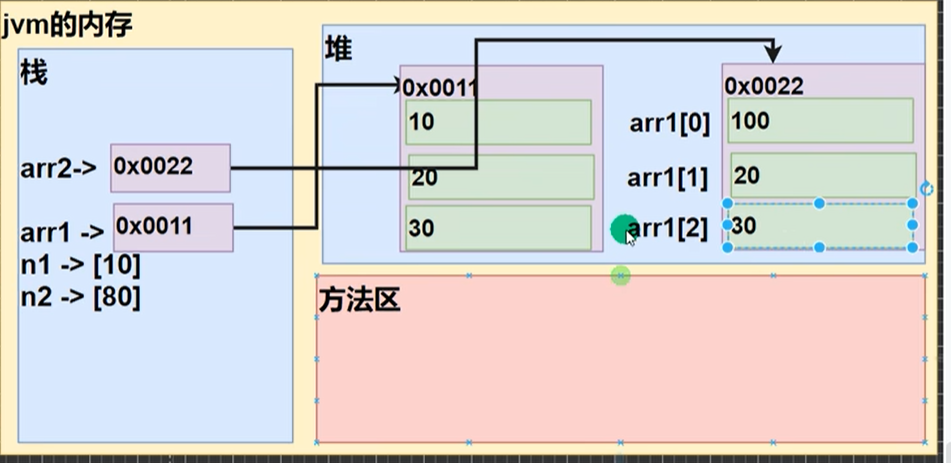 jvm的内存
栈
arr2-> 0x0022
arr1 -> 0x0011
n1 -> [10]
n2 -> [80]
堆
0x0011
10
20
30
0x0022
arr1[0] 100
arr1[1] 20
arr1[2] 30
方法区